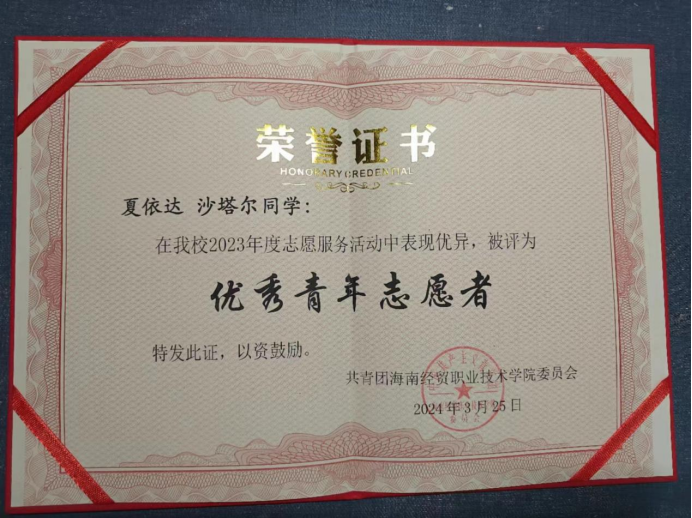 荣誉证书
HONORARY CREDENTIAL
夏依达 沙塔尔同学:
在我校2023年度志愿服务活动中表现优异，被评为
优秀青年志愿者
特发此证，以资鼓励。
共青团海南经贸职业技术学院委员会
2024年3月25日